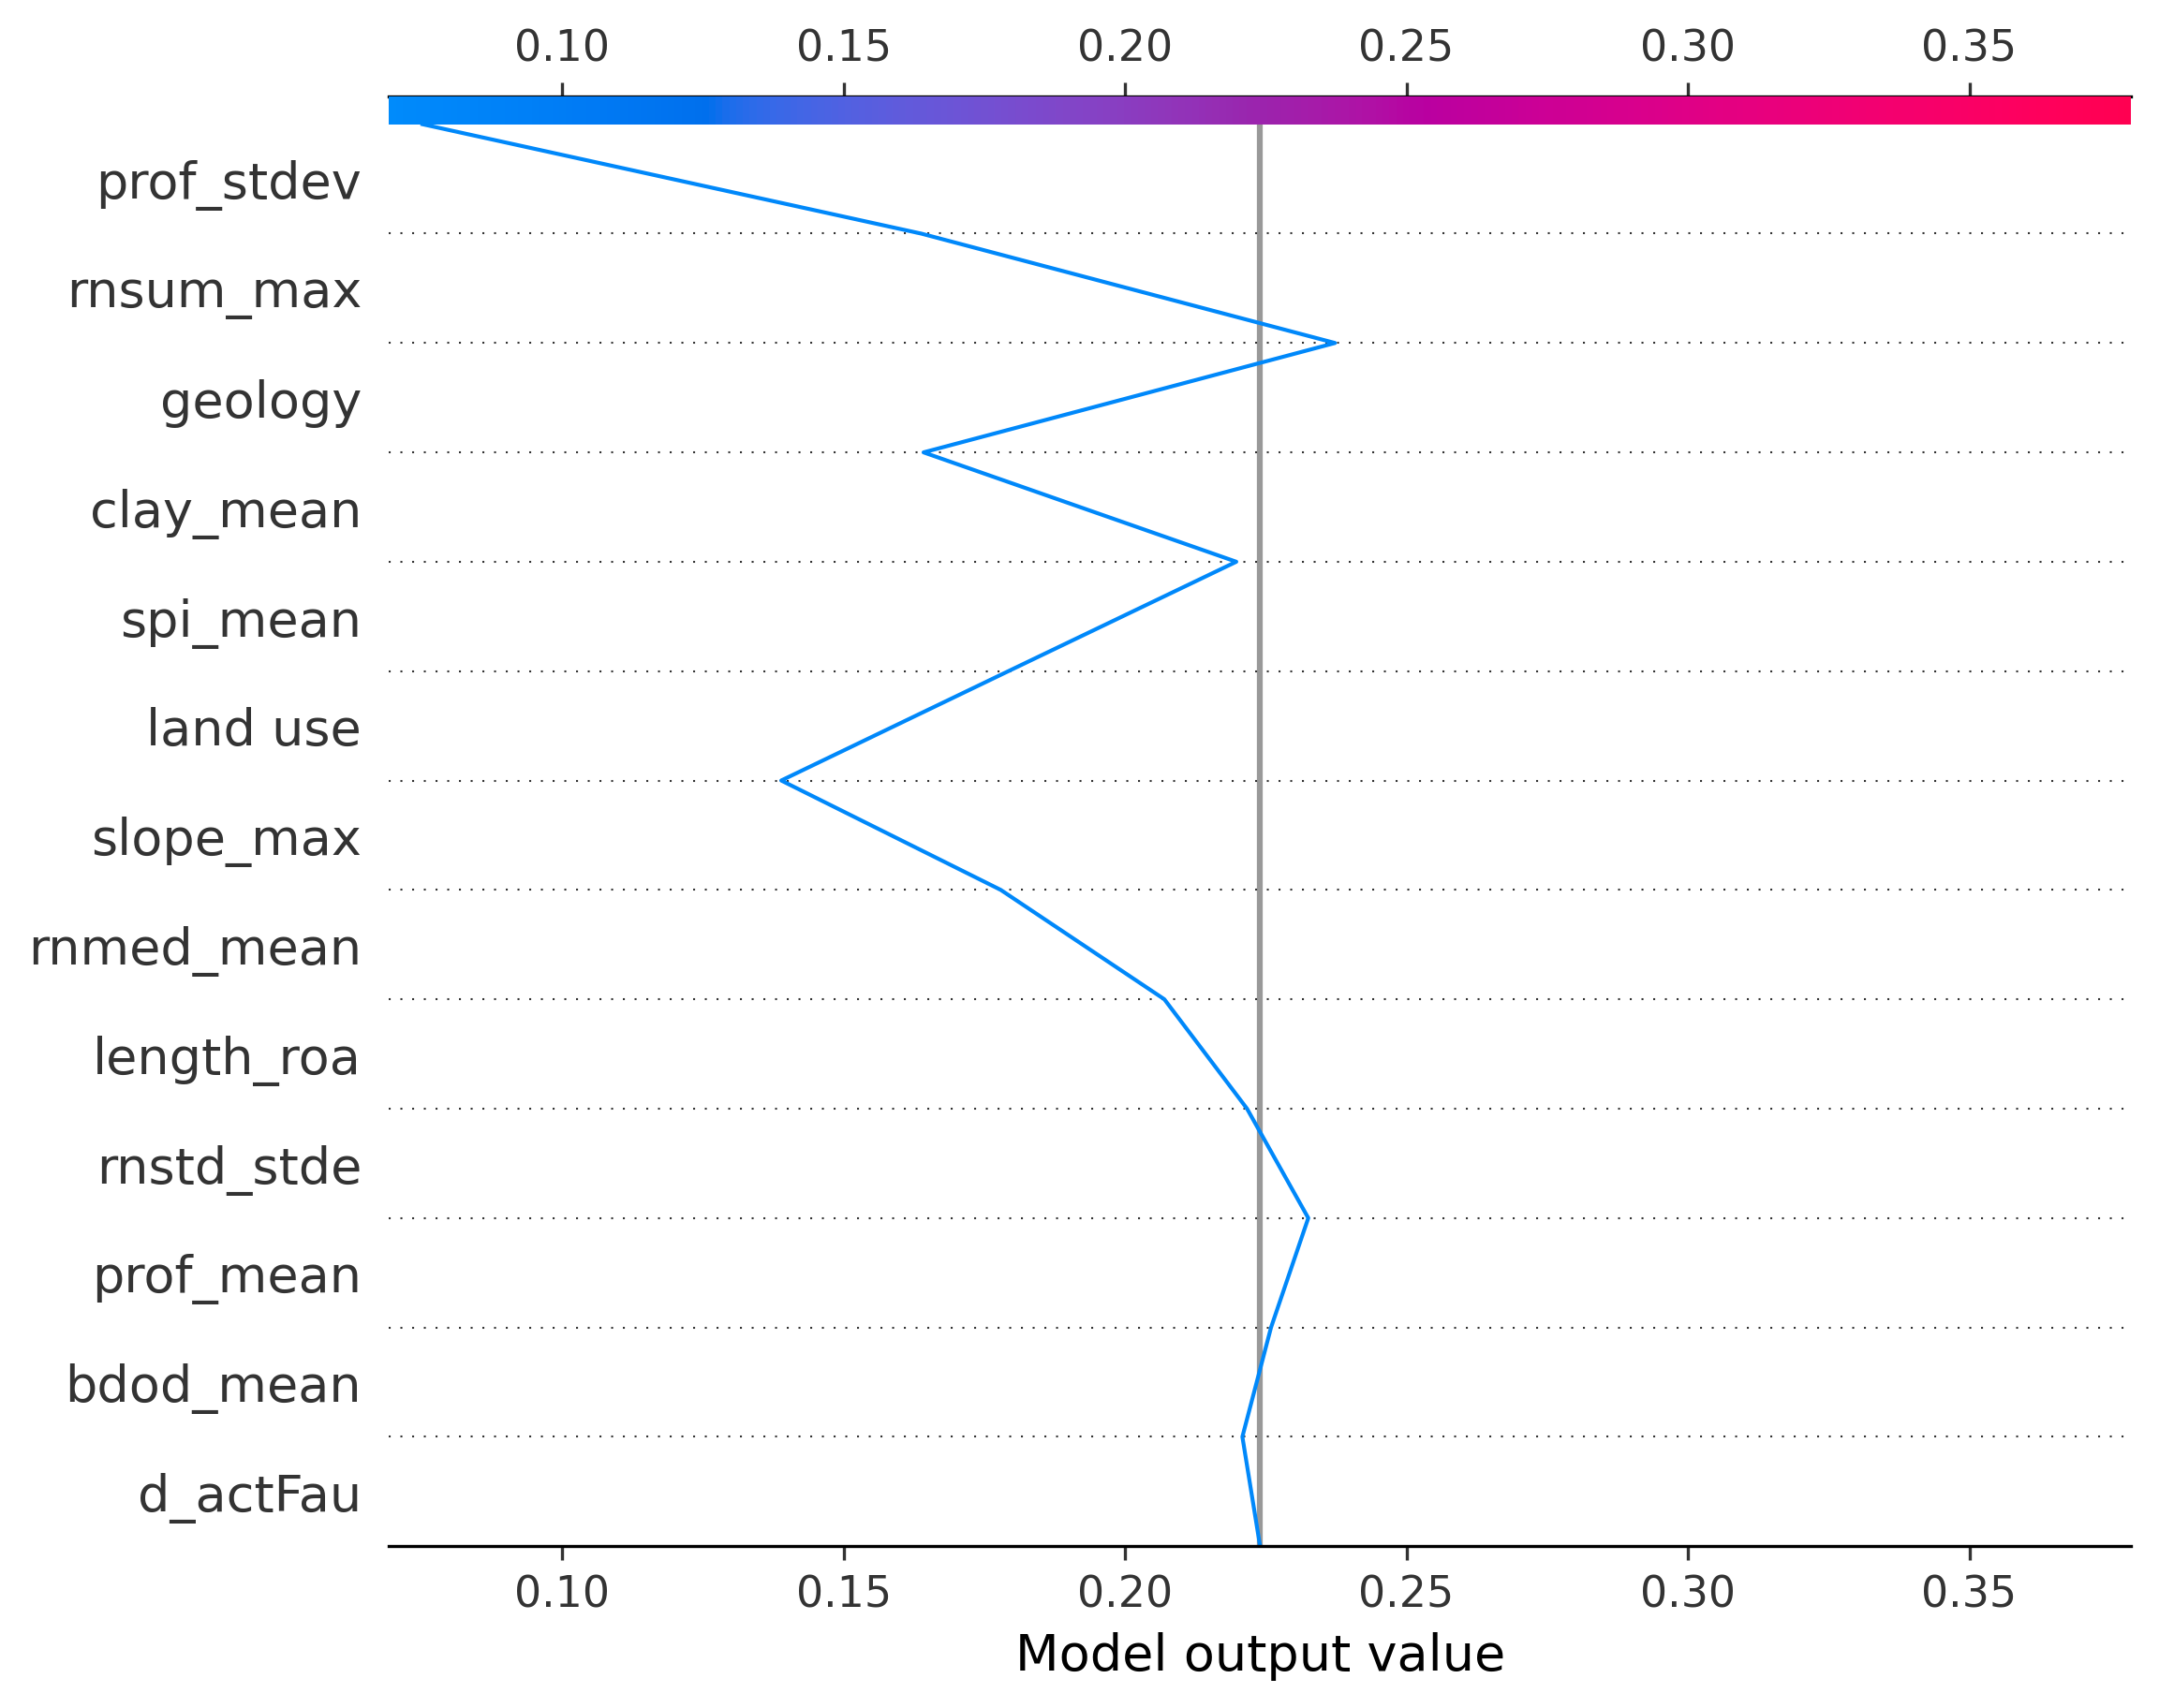 0.10 0.15 0.20 0.25 0.30 0.35
prof_stdev
rnsum_max
geology
clay_mean
spi_mean
land use
slope_max
rnmed_mean
length_roa
rnstd_stde
prof_mean
bdod_mean
d_actFau
0.10 0.15 0.20 0.25 0.30 0.35
Model output value